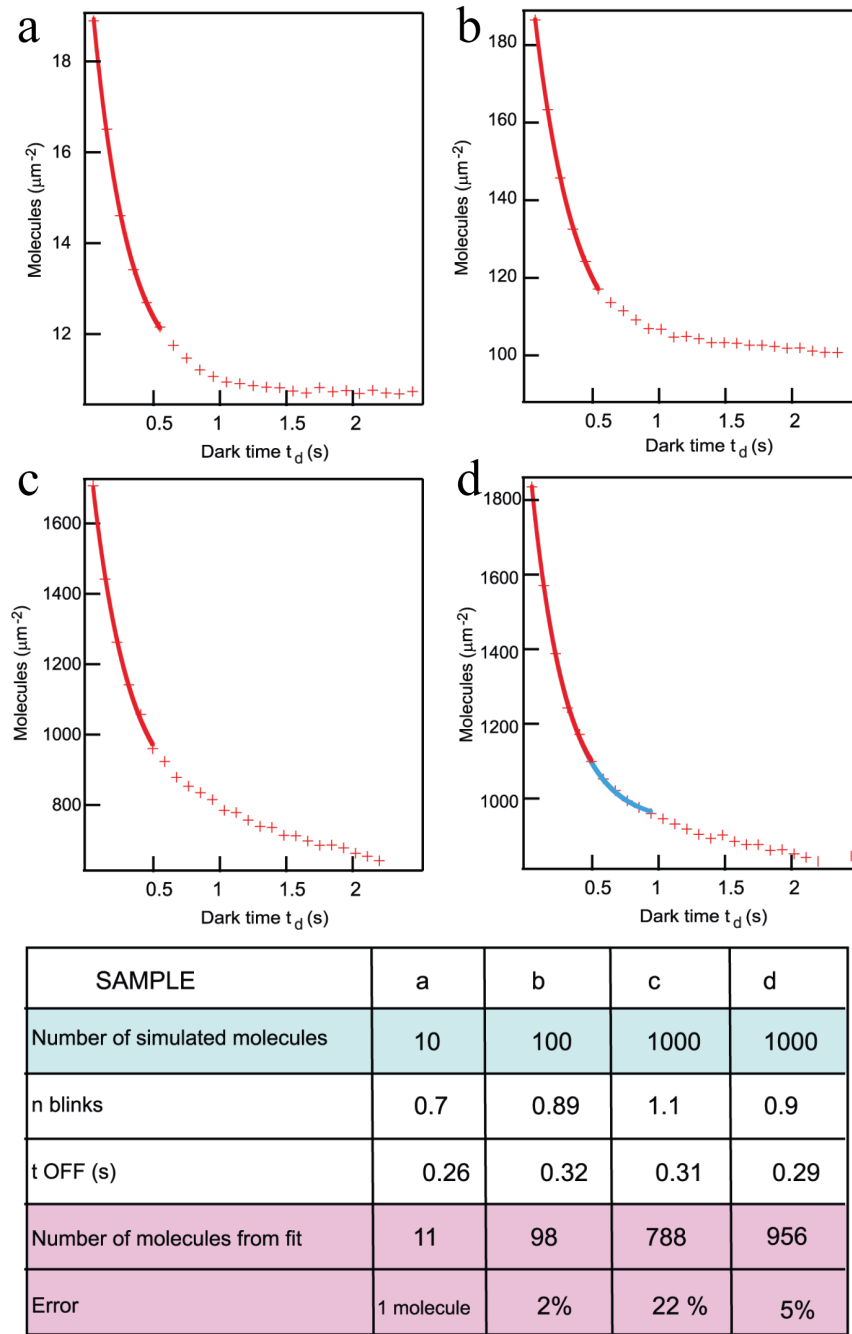 a
18
16
14
12
Molecules (μm-2)
0.5 1 1.5 2
Dark time t d (s)
b
180
160
140
120
100
Molecules (μm-2)
0.5 1 1.5 2
Dark time t d (s)
c
1600
1400
1200
1000
800
Molecules (μm-2)
0.5 1 1.5 2
Dark time t d (s)
d
1800
1600
1400
1200
1000
Molecules (μm-2)
0.5 1 1.5 2
Dark time t d (s)
SAMPLE a b c d
Number of simulated molecules 10 100 1000 1000
n blinks 0.7 0.89 1.1 0.9
t OFF (s) 0.26 0.32 0.31 0.29
Number of molecules from fit 11 98 788 956
Error 1 molecule 2% 22 % 5%